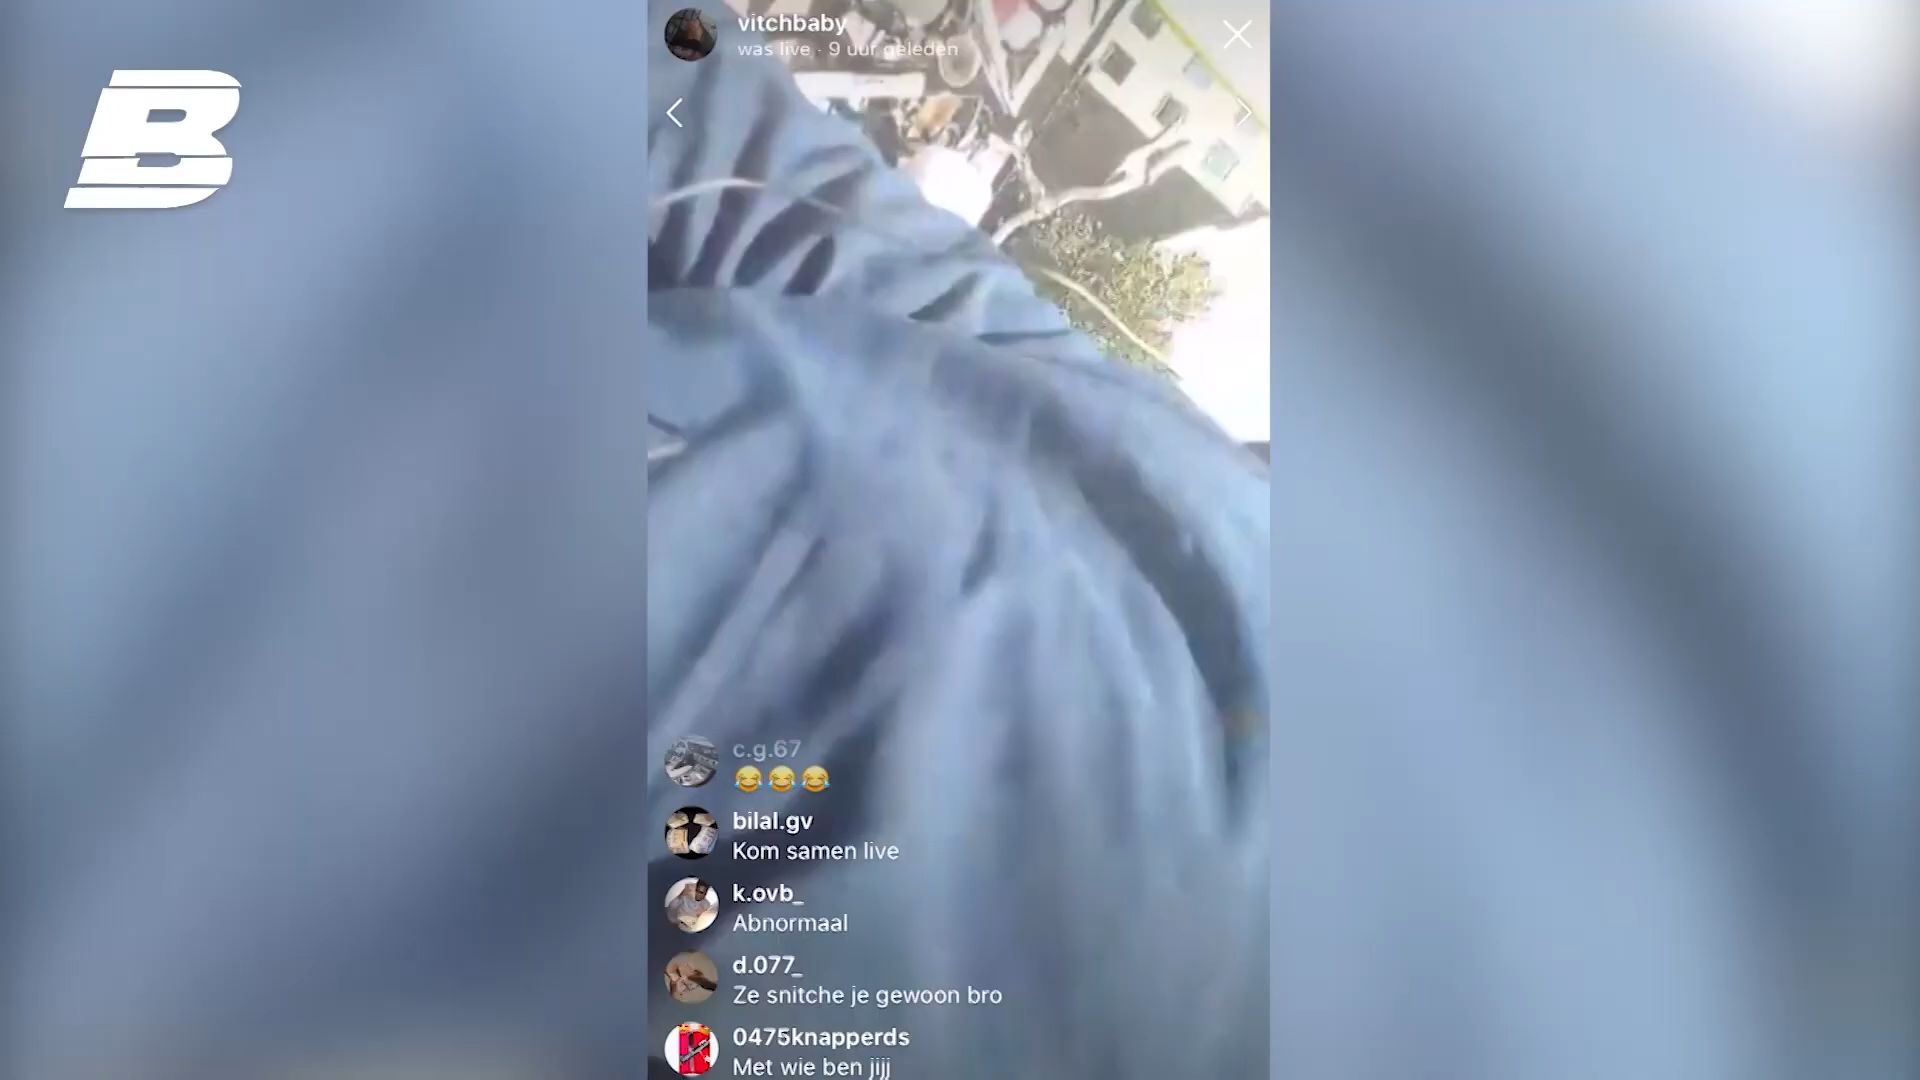 B
vitchbaby
was live · 9 uur geleden
c.g.67
😂😂😂
bilal.gv
Kom samen live
k.ovb_
Abnormaal
d.077_
Ze snitche je gewoon bro
0475knapperds
Met wie ben jijj